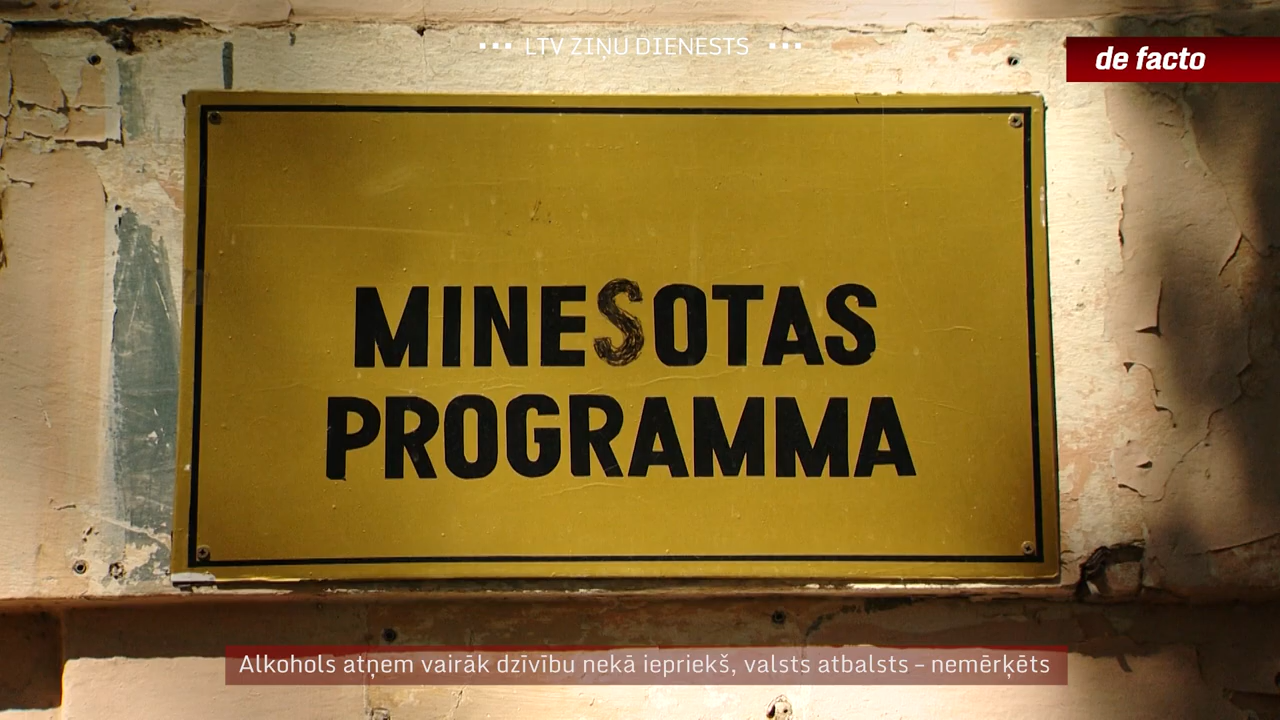 LTV ZIŅU DIENESTS
de facto
MINESOTAS
PROGRAMMA
Alkohols atņem vairāk dzīvību nekā iepriekš, valsts atbalsts – nemērķēts